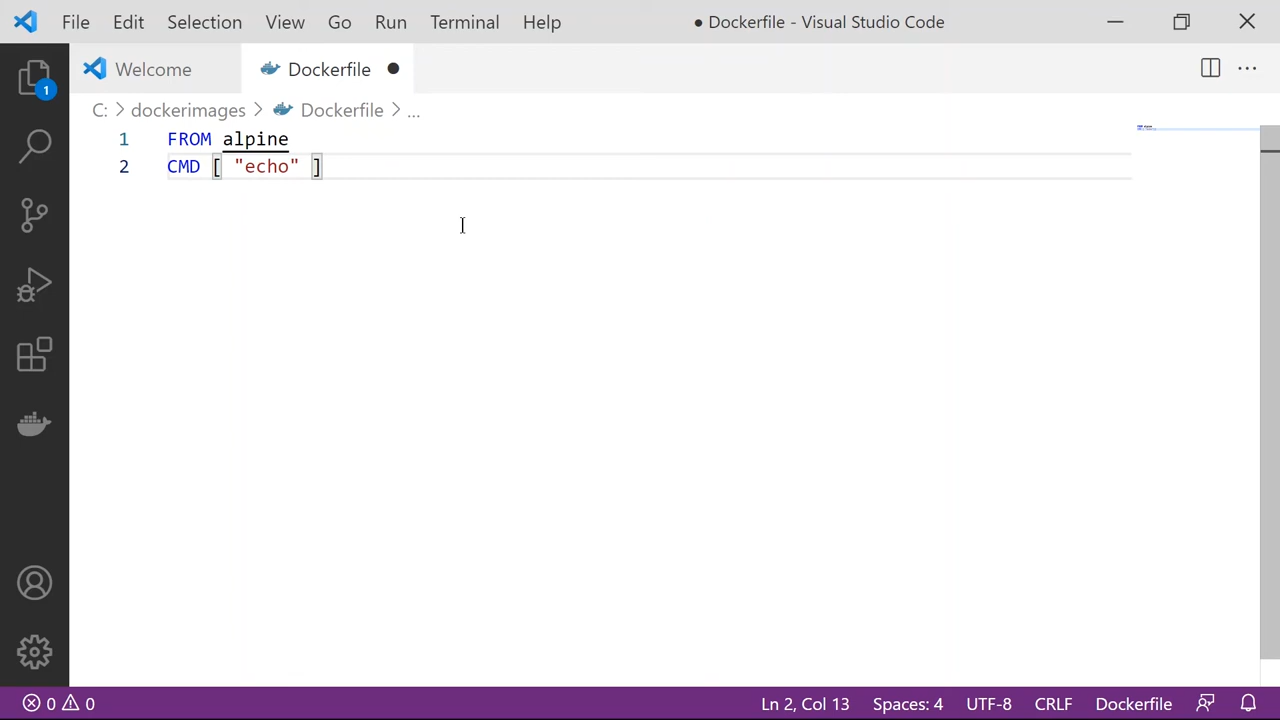 File Edit Selection View Go Run Terminal Help ● Dockerfile - Visual Studio Code
Welcome Dockerfile ●
C: > dockerimages > Dockerfile > ...
1 FROM alpine
2 CMD [ "echo" ]
1
0 0 Ln 2, Col 13 Spaces: 4 UTF-8 CRLF Dockerfile